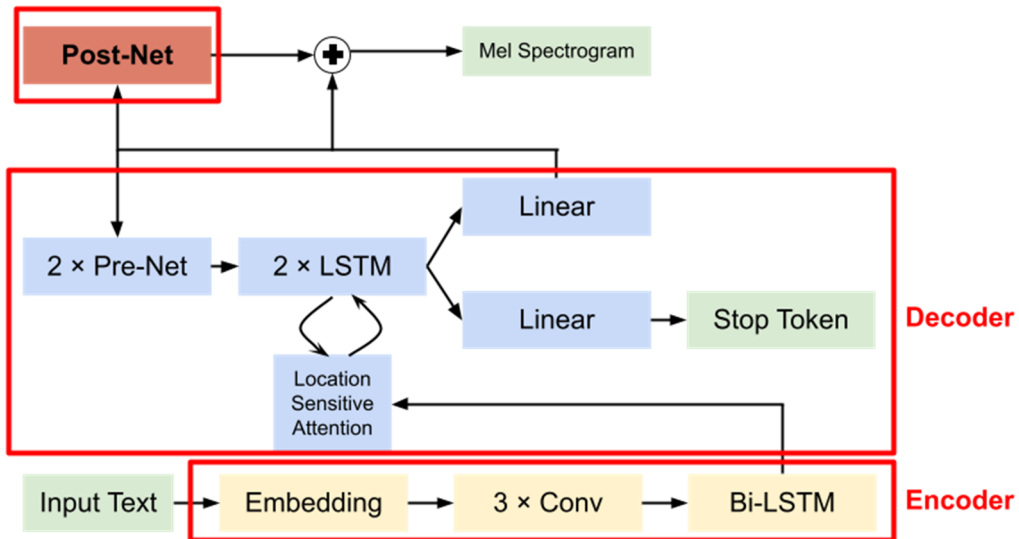 Post-Net
Mel Spectrogram
Linear
2 × Pre-Net
2 × LSTM
Linear
Stop Token
Decoder
Location
Sensitive
Attention
Input Text
Embedding
3 × Conv
Bi-LSTM
Encoder